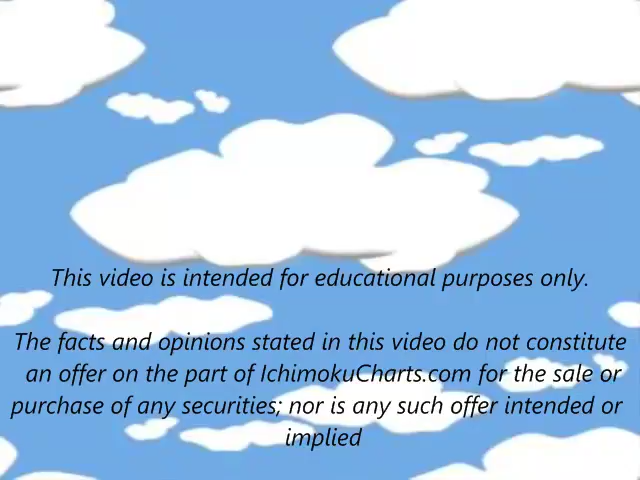 This video is intended for educational purposes only.
The facts and opinions stated in this video do not constitute
an offer on the part of IchimokuCharts.com for the sale or
purchase of any securities; nor is any such offer intended or
implied